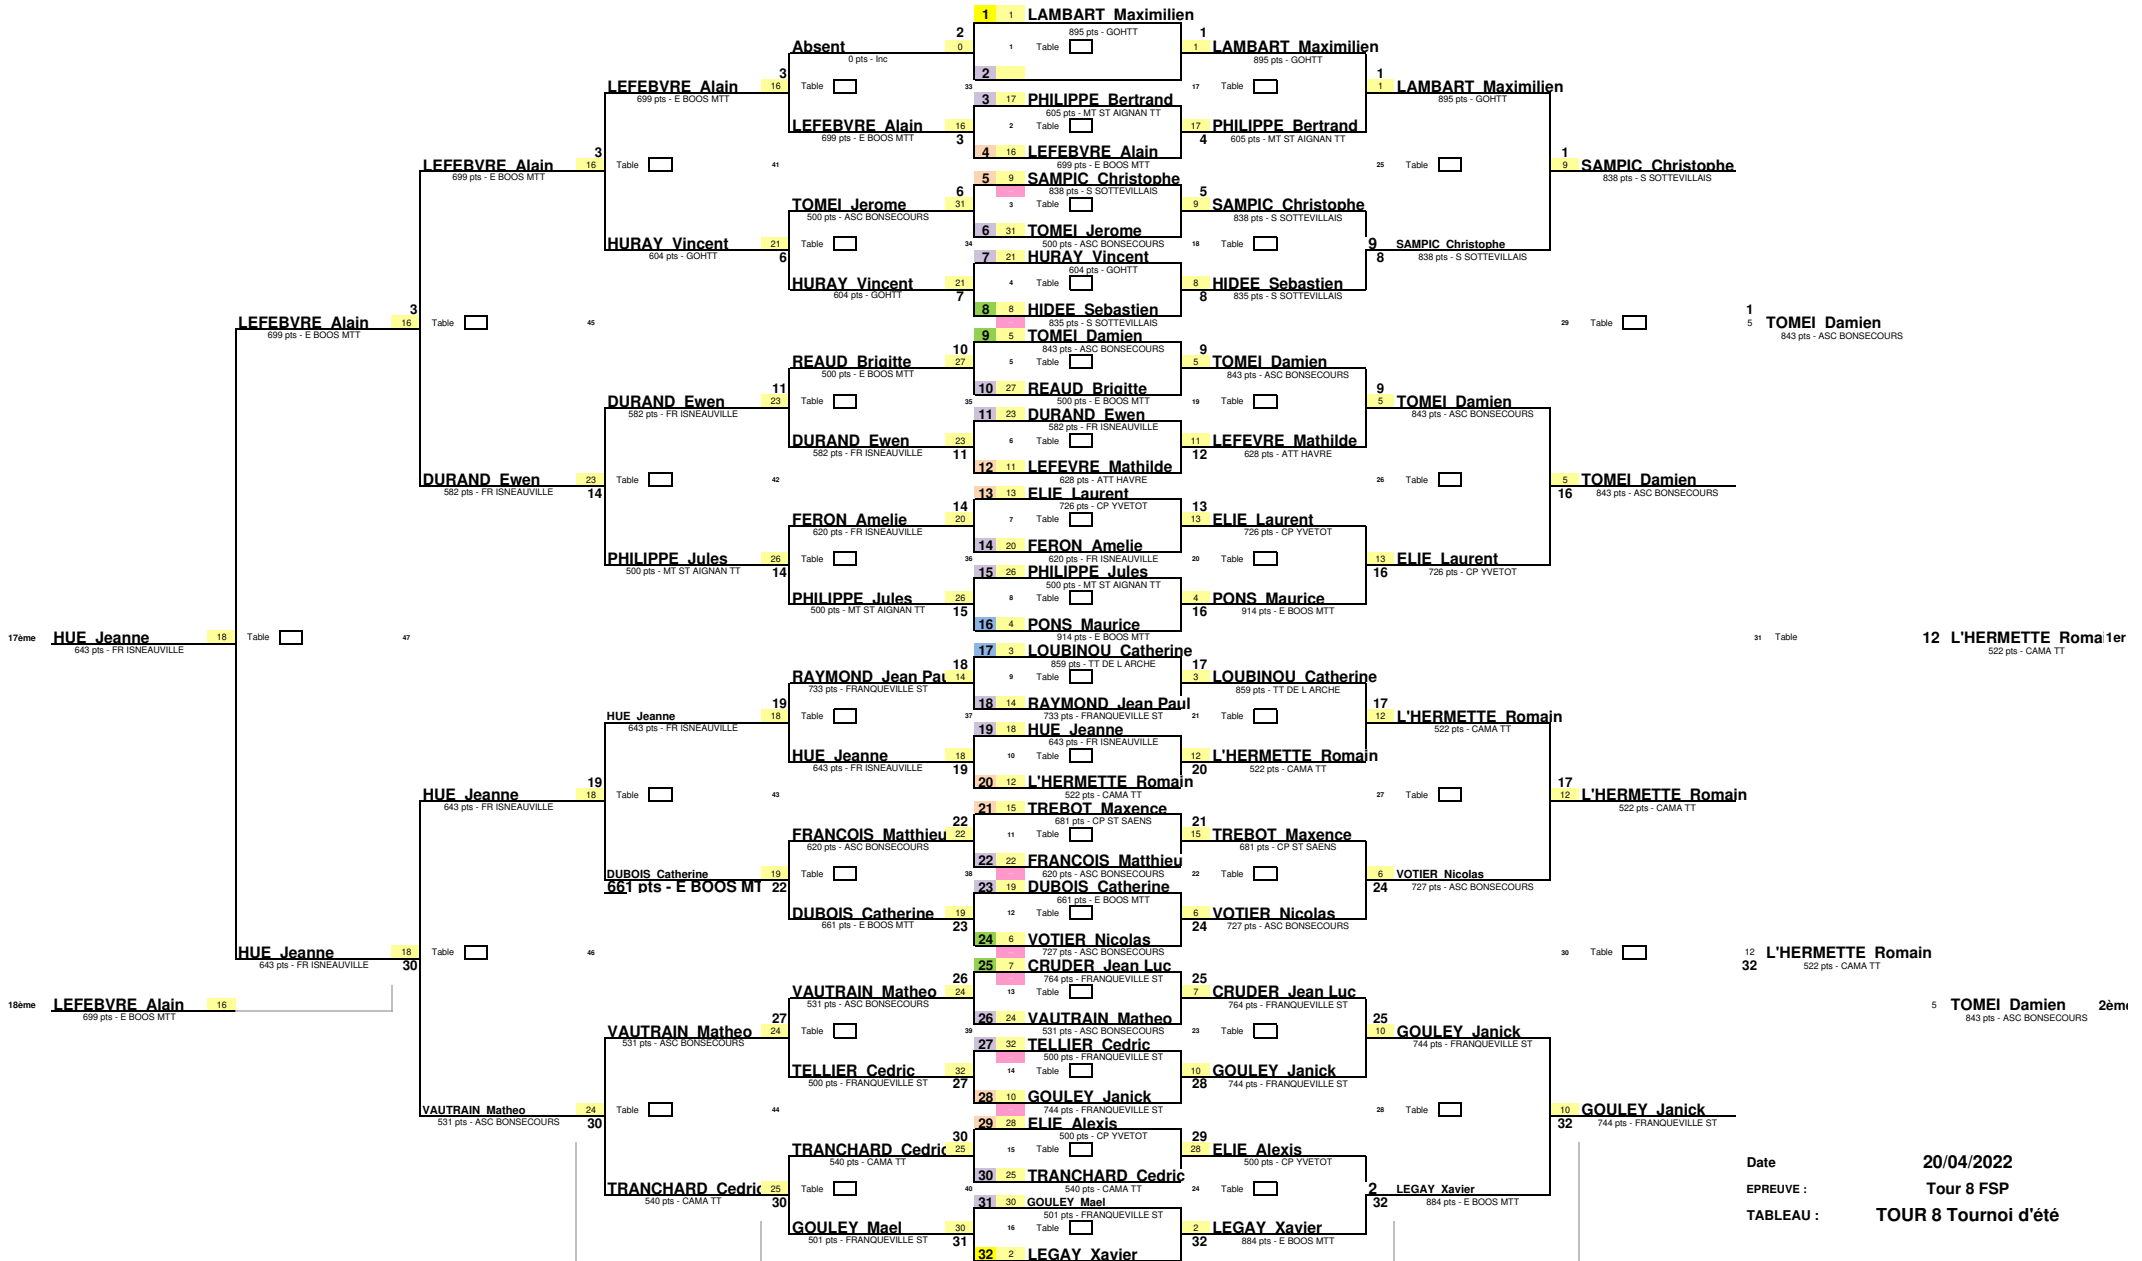 1 1 LAMBART Maximilien
895 pts - GOHTT
1 Table
2
3 17 PHILIPPE Bertrand
605 pts - MT ST AIGNAN TT
2 Table
4 16 LEFEBVRE Alain
699 pts - E BOOS MTT
5 9 SAMPIC Christophe
838 pts - S SOTTEVILLAIS
3 Table
6 31 TOMEI Jerome
500 pts - ASC BONSECOURS
7 21 HURAY Vincent
604 pts - GOHTT
4 Table
8 8 HIDEE Sebastien
835 pts - S SOTTEVILLAIS
9 5 TOMEI Damien
843 pts - ASC BONSECOURS
5 Table
10 27 REAUD Brigitte
500 pts - E BOOS MTT
11 23 DURAND Ewen
582 pts - FR ISNEAUVILLE
6 Table
12 11 LEFEVRE Mathilde
628 pts - ATT HAVRE
13 13 ELIE Laurent
726 pts - CP YVETOT
7 Table
14 20 FERON Amelie
620 pts - FR ISNEAUVILLE
15 26 PHILIPPE Jules
500 pts - MT ST AIGNAN TT
8 Table
16 4 PONS Maurice
914 pts - E BOOS MTT
17 3 LOUBINOU Catherine
859 pts - TT DE L ARCHE
9 Table
18 14 RAYMOND Jean Paul
733 pts - FRANQUEVILLE ST
19 18 HUE Jeanne
643 pts - FR ISNEAUVILLE
10 Table
20 12 L'HERMETTE Romain
522 pts - CAMA TT
21 15 TREBOT Maxence
681 pts - CP ST SAENS
11 Table
22 22 FRANCOIS Matthieu
620 pts - ASC BONSECOURS
23 19 DUBOIS Catherine
661 pts - E BOOS MTT
12 Table
24 6 VOTIER Nicolas
727 pts - ASC BONSECOURS
25 7 CRUDER Jean Luc
764 pts - FRANQUEVILLE ST
13 Table
26 24 VAUTRAIN Matheo
531 pts - ASC BONSECOURS
27 32 TELLIER Cedric
500 pts - FRANQUEVILLE ST
14 Table
28 10 GOULEY Janick
744 pts - FRANQUEVILLE ST
29 28 ELIE Alexis
500 pts - CP YVETOT
15 Table
30 25 TRANCHARD Cedric
540 pts - CAMA TT
31 30 GOULEY Mael
501 pts - FRANQUEVILLE ST
16 Table
32 2 LEGAY Xavier
2
Absent 0
0 pts - Inc
Table 33
LEFEBVRE Alain 16
699 pts - E BOOS MTT 3
6
TOMEI Jerome 31
500 pts - ASC BONSECOURS
Table 34
HURAY Vincent 21
604 pts - GOHTT 7
10
REAUD Brigitte 27
500 pts - E BOOS MTT
Table 35
DURAND Ewen 23
582 pts - FR ISNEAUVILLE 11
14
FERON Amelie 20
620 pts - FR ISNEAUVILLE
Table 36
PHILIPPE Jules 26
500 pts - MT ST AIGNAN TT 15
18
RAYMOND Jean Pau 14
733 pts - FRANQUEVILLE ST
Table 37
HUE Jeanne 18
643 pts - FR ISNEAUVILLE 19
22
FRANCOIS Matthieu 22
620 pts - ASC BONSECOURS
Table 38
DUBOIS Catherine 19
661 pts - E BOOS MTT 23
26
VAUTRAIN Matheo 24
531 pts - ASC BONSECOURS
Table 39
TELLIER Cedric 32
500 pts - FRANQUEVILLE ST 27
30
TRANCHARD Cedric 25
540 pts - CAMA TT
Table 40
GOULEY Mael 30
501 pts - FRANQUEVILLE ST 31
3
LEFEBVRE Alain 16
699 pts - E BOOS MTT
Table 41
HURAY Vincent 21
604 pts - GOHTT 6
11
DURAND Ewen 23
582 pts - FR ISNEAUVILLE
Table 42
PHILIPPE Jules 26
500 pts - MT ST AIGNAN TT 14
19
HUE Jeanne 18
643 pts - FR ISNEAUVILLE
Table 43
DUBOIS Catherine 19
661 pts - E BOOS MT 22
27
VAUTRAIN Matheo 24
531 pts - ASC BONSECOURS
Table 44
TRANCHARD Cedric 25
540 pts - CAMA TT 30
3
LEFEBVRE Alain 16
699 pts - E BOOS MTT
Table 45
DURAND Ewen 23
582 pts - FR ISNEAUVILLE 14
19
HUE Jeanne 18
643 pts - FR ISNEAUVILLE
Table 46
VAUTRAIN Matheo 24
531 pts - ASC BONSECOURS 30
3
LEFEBVRE Alain 16
699 pts - E BOOS MTT
Table 47
HUE Jeanne 18
643 pts - FR ISNEAUVILLE 30
17ème HUE Jeanne 18
643 pts - FR ISNEAUVILLE
18ème LEFEBVRE Alain 16
699 pts - E BOOS MTT
1
1 LAMBART Maximilien
895 pts - GOHTT
17 Table
17 PHILIPPE Bertrand
4 605 pts - MT ST AIGNAN TT
5
9 SAMPIC Christophe
838 pts - S SOTTEVILLAIS
18 Table
8 HIDEE Sebastien
8 835 pts - S SOTTEVILLAIS
9
5 TOMEI Damien
843 pts - ASC BONSECOURS
19 Table
11 LEFEVRE Mathilde
12 628 pts - ATT HAVRE
13
13 ELIE Laurent
726 pts - CP YVETOT
20 Table
4 PONS Maurice
16 914 pts - E BOOS MTT
17
3 LOUBINOU Catherine
859 pts - TT DE L ARCHE
21 Table
12 L'HERMETTE Romain
20 522 pts - CAMA TT
21
15 TREBOT Maxence
681 pts - CP ST SAENS
22 Table
6 VOTIER Nicolas
24 727 pts - ASC BONSECOURS
25
7 CRUDER Jean Luc
764 pts - FRANQUEVILLE ST
23 Table
10 GOULEY Janick
28 744 pts - FRANQUEVILLE ST
29
28 ELIE Alexis
500 pts - CP YVETOT
24 Table
2 LEGAY Xavier
32 884 pts - E BOOS MTT
1
1 LAMBART Maximilien
895 pts - GOHTT
25 Table
9 SAMPIC Christophe
8 838 pts - S SOTTEVILLAIS
9
5 TOMEI Damien
843 pts - ASC BONSECOURS
26 Table
13 ELIE Laurent
16 726 pts - CP YVETOT
17
12 L'HERMETTE Romain
522 pts - CAMA TT
27 Table
6 VOTIER Nicolas
24 727 pts - ASC BONSECOURS
25
10 GOULEY Janick
744 pts - FRANQUEVILLE ST
28 Table
2 LEGAY Xavier
32 884 pts - E BOOS MTT
1
9 SAMPIC Christophe
838 pts - S SOTTEVILLAIS
29 Table
5 TOMEI Damien
16 843 pts - ASC BONSECOURS
17
12 L'HERMETTE Romain
522 pts - CAMA TT
30 Table
10 GOULEY Janick
32 744 pts - FRANQUEVILLE ST
1
5 TOMEI Damien
843 pts - ASC BONSECOURS
31 Table
12 L'HERMETTE Romain
32 522 pts - CAMA TT
12 L'HERMETTE Roma 1er
522 pts - CAMA TT
5 TOMEI Damien 2èm
843 pts - ASC BONSECOURS
Date 20/04/2022
EPREUVE : Tour 8 FSP
TABLEAU : TOUR 8 Tournoi d'été